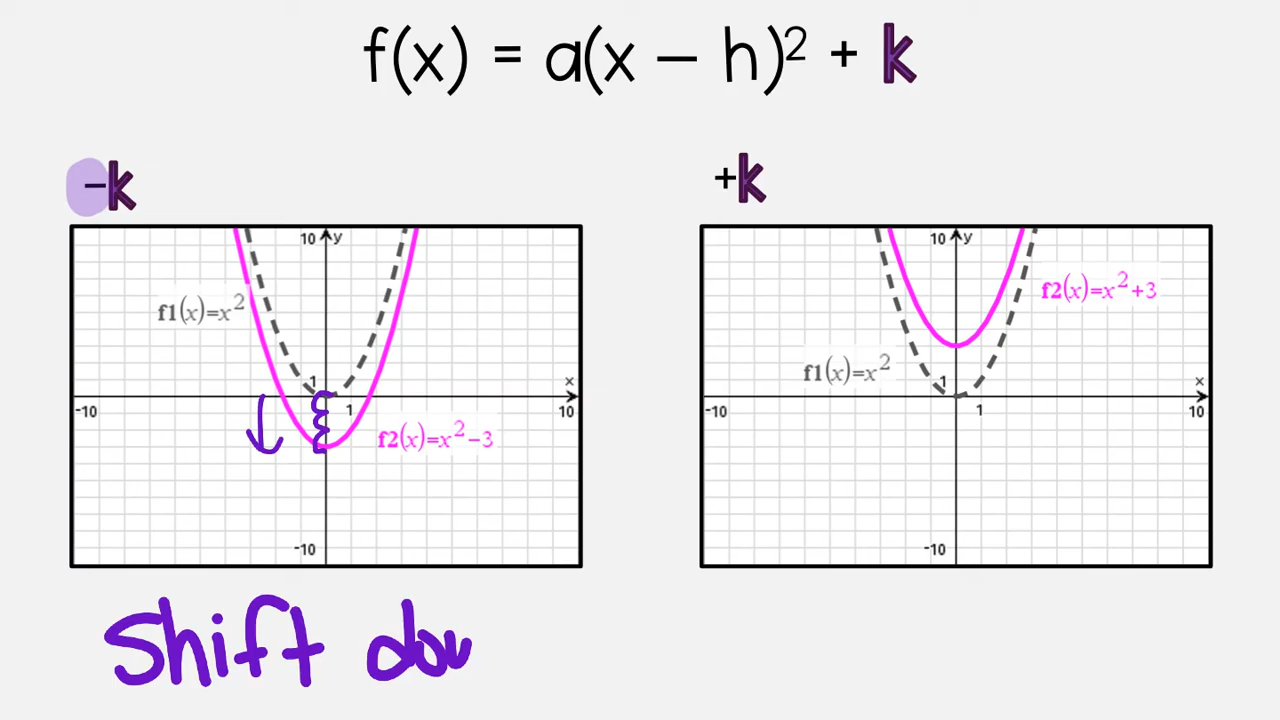 f(x) = a(x – h)² + k
-k
+k
10 y
f1(x)=x²
1
x
-10
1
10
f2(x)=x²-3
-10
10 y
f2(x)=x²+3
f1(x)=x²
1
x
-10
1
10
-10
Shift dow